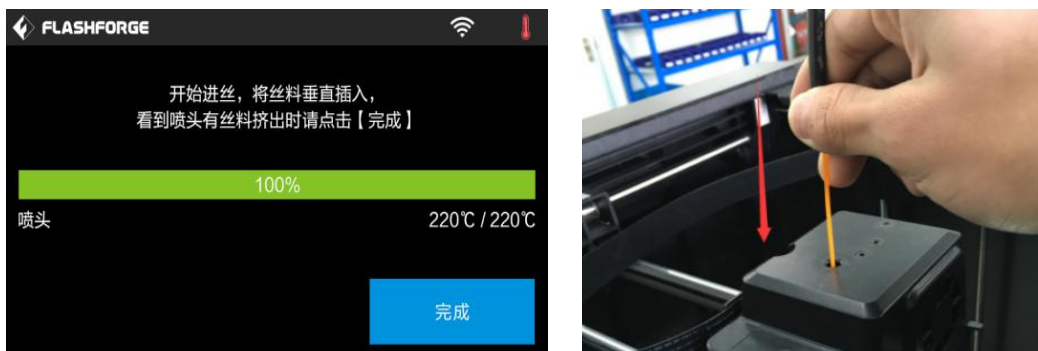 FLASHFORGE
开始进丝，将丝料垂直插入，
看到喷头有丝料挤出时请点击【完成】
100%
喷头 220℃ / 220℃
完成